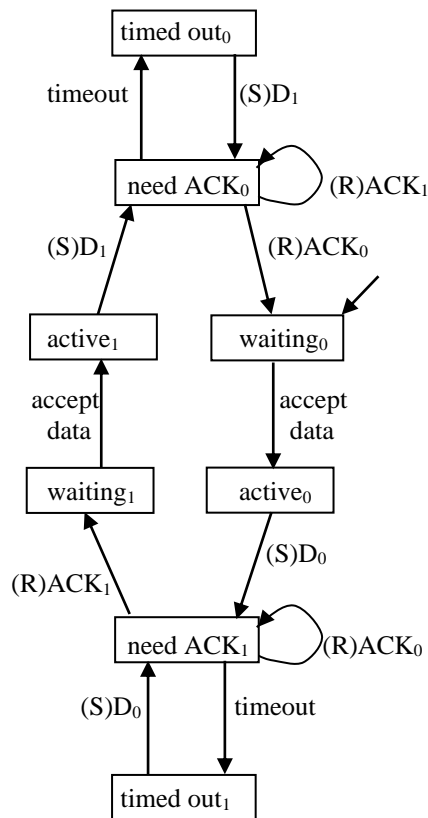 timed out₀
timeout (S)D₁
need ACK₀ (R)ACK₁
(S)D₁ (R)ACK₀
active₁ waiting₀
accept accept
data data
waiting₁ active₀
(R)ACK₁ (S)D₀
need ACK₁ (R)ACK₀
(S)D₀ timeout
timed out₁